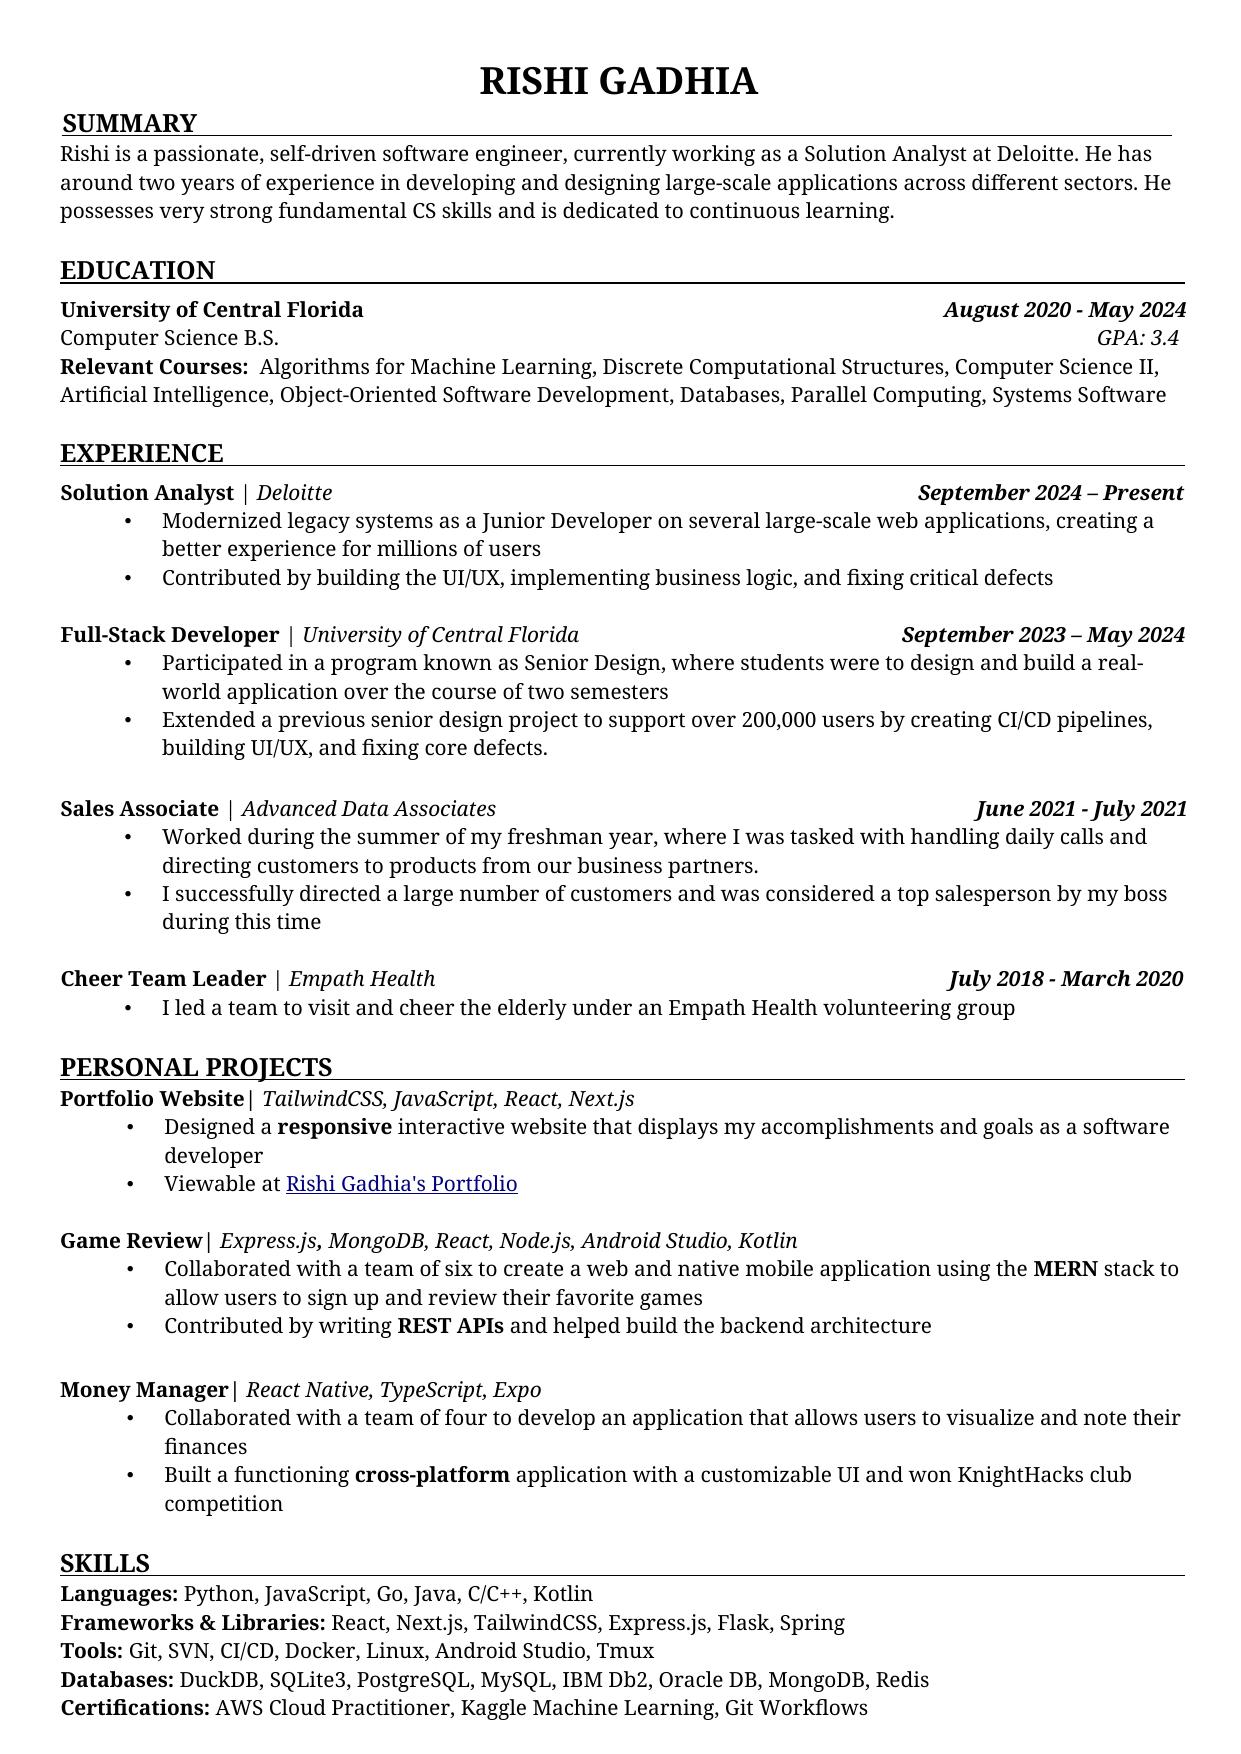 RISHI GADHIA
SUMMARY
Rishi is a passionate, self-driven software engineer, currently working as a Solution Analyst at Deloitte. He has
around two years of experience in developing and designing large-scale applications across different sectors. He
possesses very strong fundamental CS skills and is dedicated to continuous learning.
EDUCATION
University of Central Florida August 2020 - May 2024
Computer Science B.S. GPA: 3.4
Relevant Courses: Algorithms for Machine Learning, Discrete Computational Structures, Computer Science II,
Artificial Intelligence, Object-Oriented Software Development, Databases, Parallel Computing, Systems Software
EXPERIENCE
Solution Analyst | Deloitte September 2024 – Present
• Modernized legacy systems as a Junior Developer on several large-scale web applications, creating a
better experience for millions of users
• Contributed by building the UI/UX, implementing business logic, and fixing critical defects
Full-Stack Developer | University of Central Florida September 2023 – May 2024
• Participated in a program known as Senior Design, where students were to design and build a real-
world application over the course of two semesters
• Extended a previous senior design project to support over 200,000 users by creating CI/CD pipelines,
building UI/UX, and fixing core defects.
Sales Associate | Advanced Data Associates June 2021 - July 2021
• Worked during the summer of my freshman year, where I was tasked with handling daily calls and
directing customers to products from our business partners.
• I successfully directed a large number of customers and was considered a top salesperson by my boss
during this time
Cheer Team Leader | Empath Health July 2018 - March 2020
• I led a team to visit and cheer the elderly under an Empath Health volunteering group
PERSONAL PROJECTS
Portfolio Website| TailwindCSS, JavaScript, React, Next.js
• Designed a responsive interactive website that displays my accomplishments and goals as a software
developer
• Viewable at Rishi Gadhia's Portfolio
Game Review| Express.js, MongoDB, React, Node.js, Android Studio, Kotlin
• Collaborated with a team of six to create a web and native mobile application using the MERN stack to
allow users to sign up and review their favorite games
• Contributed by writing REST APIs and helped build the backend architecture
Money Manager| React Native, TypeScript, Expo
• Collaborated with a team of four to develop an application that allows users to visualize and note their
finances
• Built a functioning cross-platform application with a customizable UI and won KnightHacks club
competition
SKILLS
Languages: Python, JavaScript, Go, Java, C/C++, Kotlin
Frameworks & Libraries: React, Next.js, TailwindCSS, Express.js, Flask, Spring
Tools: Git, SVN, CI/CD, Docker, Linux, Android Studio, Tmux
Databases: DuckDB, SQLite3, PostgreSQL, MySQL, IBM Db2, Oracle DB, MongoDB, Redis
Certifications: AWS Cloud Practitioner, Kaggle Machine Learning, Git Workflows